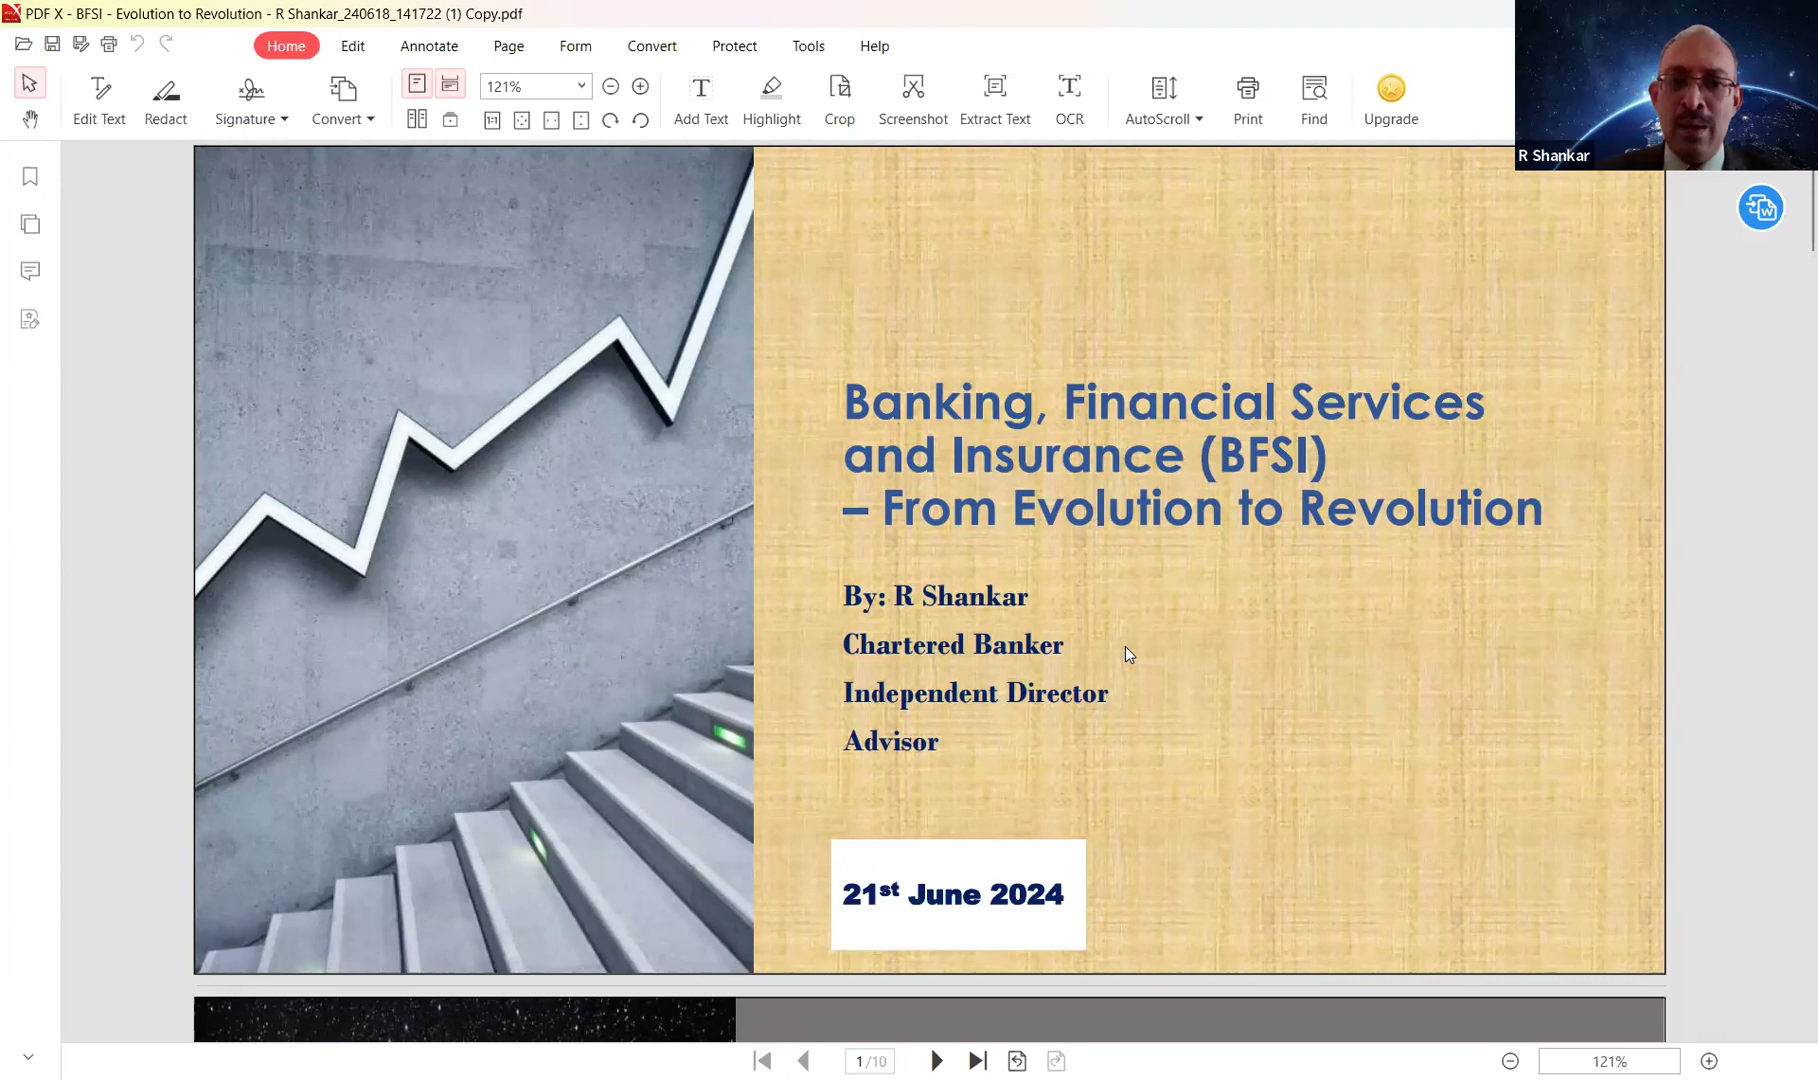 PDF X - BFSI - Evolution to Revolution - R Shankar_240618_141722 (1) Copy.pdf
Home Edit Annotate Page Form Convert Protect Tools Help
121%
Edit Text Redact Signature Convert Add Text Highlight Crop Screenshot Extract Text OCR AutoScroll Print Find Upgrade
R Shankar
Banking, Financial Services
and Insurance (BFSI)
– From Evolution to Revolution
By: R Shankar
Chartered Banker
Independent Director
Advisor
21st June 2024
1 /10
121%